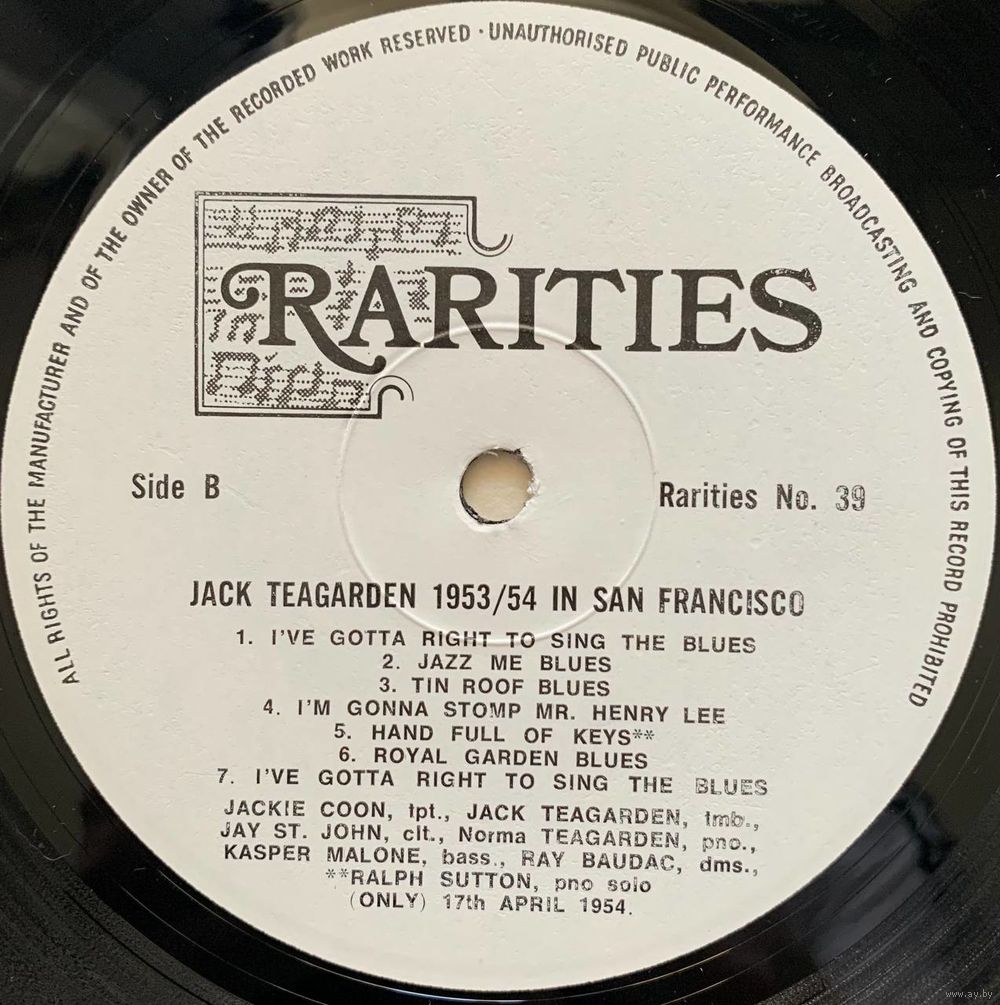 ALL RIGHTS OF THE MANUFACTURER AND OF THE OWNER OF THE RECORDED WORK RESERVED · UNAUTHORISED PUBLIC PERFORMANCE BROADCASTING AND COPYING OF THIS RECORD PROHIBITED
RARITIES
Side B
Rarities No. 39
JACK TEAGARDEN 1953/54 IN SAN FRANCISCO
1. I'VE GOTTA RIGHT TO SING THE BLUES
2. JAZZ ME BLUES
3. TIN ROOF BLUES
4. I'M GONNA STOMP MR. HENRY LEE
5. HAND FULL OF KEYS**
6. ROYAL GARDEN BLUES
7. I'VE GOTTA RIGHT TO SING THE BLUES
JACKIE COON, tpt., JACK TEAGARDEN, tmb.,
JAY ST. JOHN, clt., Norma TEAGARDEN, pno.,
KASPER MALONE, bass., RAY BAUDAC, dms.,
**RALPH SUTTON, pno solo
(ONLY) 17th APRIL 1954.
www.ay.by